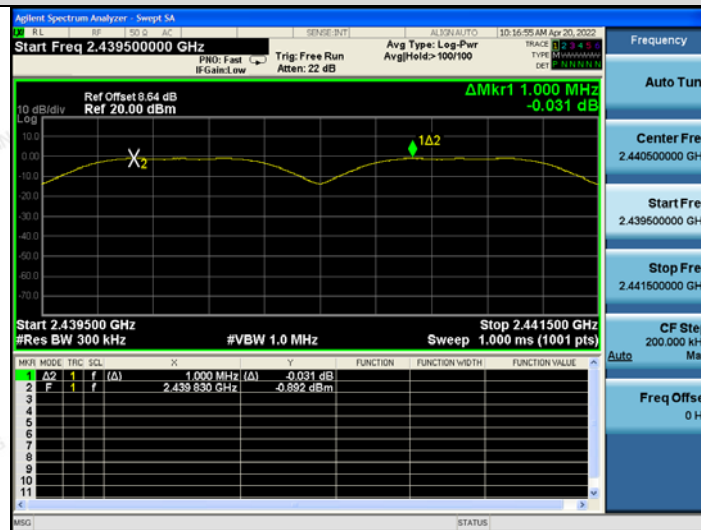 Agilent Spectrum Analyzer - Swept SA
RL RF 50 Ω AC SENSE:INT ALIGN AUTO 10:16:55 AM Apr 20, 2022
Start Freq 2.439500000 GHz
PNO: Fast
IFGain:Low
Trig: Free Run
Atten: 22 dB
Avg Type: Log-Pwr
Avg|Hold:> 100/100
TRACE 1 2 3 4 5 6
TYPE
DET P N N N N N
Ref Offset 8.64 dB
10 dB/div Ref 20.00 dBm
Log
ΔMkr1 1.000 MHz
-0.031 dB
10.0
0.00
-10.0
-20.0
-30.0
-40.0
-50.0
-60.0
-70.0
X2
1Δ2
Start 2.439500 GHz Stop 2.441500 GHz
#Res BW 300 kHz #VBW 1.0 MHz Sweep 1.000 ms (1001 pts)
MKR MODE TRC SCL X Y FUNCTION FUNCTION WIDTH FUNCTION VALUE
1 Δ2 1 f (Δ) 1.000 MHz (Δ) -0.031 dB
2 F 1 f 2.439 830 GHz -0.892 dBm
3
4
5
6
7
8
9
10
11
MSG STATUS
Frequency
Auto Tun
Center Fre
2.440500000 GH
Start Fre
2.439500000 GH
Stop Fre
2.441500000 GH
CF Ste
200.000 kH
Auto Ma
Freq Offse
0 H